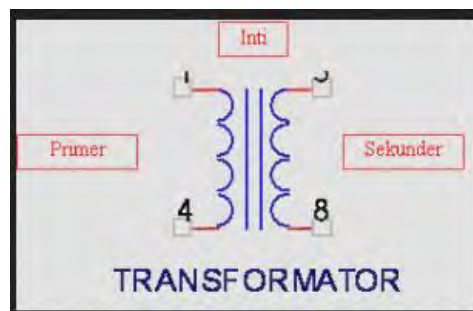 Inti
Primer
Sekunder
4
8
TRANSFORMATOR